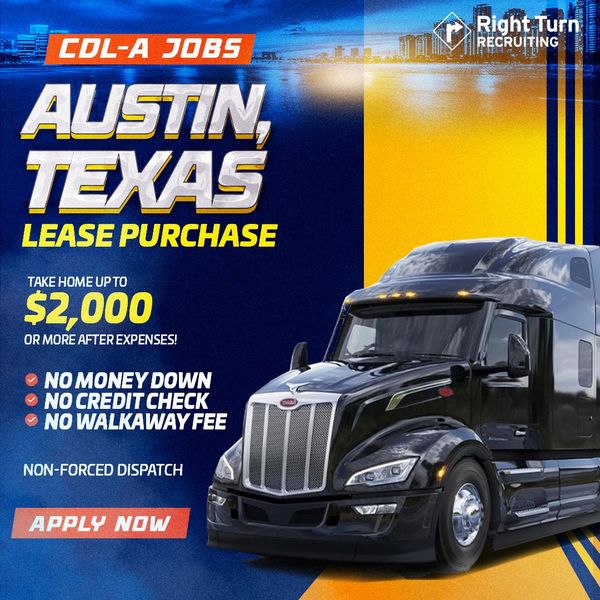 CDL-A JOBS
Right Turn
RECRUITING
AUSTIN,
TEXAS
LEASE PURCHASE
TAKE HOME UP TO
$2,000
OR MORE AFTER EXPENSES!
NO MONEY DOWN
NO CREDIT CHECK
NO WALKAWAY FEE
NON-FORCED DISPATCH
APPLY NOW